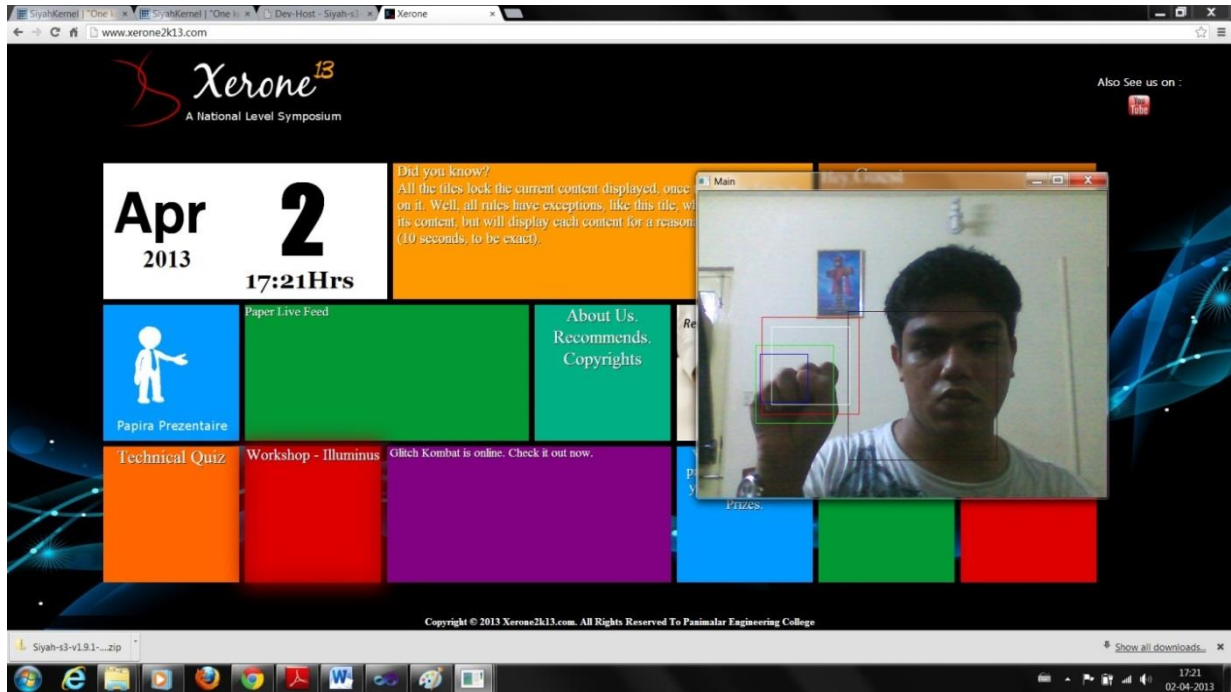 SiyahKernel | "One k
SiyahKernel | "One k
Dev-Host - Siyah-s3
Xerone
www.xerone2k13.com
Xerone 13
A National Level Symposium
Also See us on :
You
Tube
Apr
2
2013
17:21Hrs
Did you know?
All the tiles lock the current content displayed, once
on it. Well, all rules have exceptions, like this tile,
its content, but will display each content for a
(10 seconds, to be exact).
Main
Papira Prezentaire
Paper Live Feed
About Us.
Recommends.
Copyrights
Re
Technical Quiz
Workshop - Illuminus
Glitch Kombat is online. Check it out now.
Prizes.
Copyright © 2013 Xerone2k13.com. All Rights Reserved To Panimalar Engineering College
Siyah-s3-v1.9.1-....zip
Show all downloads...
17:21
02-04-2013